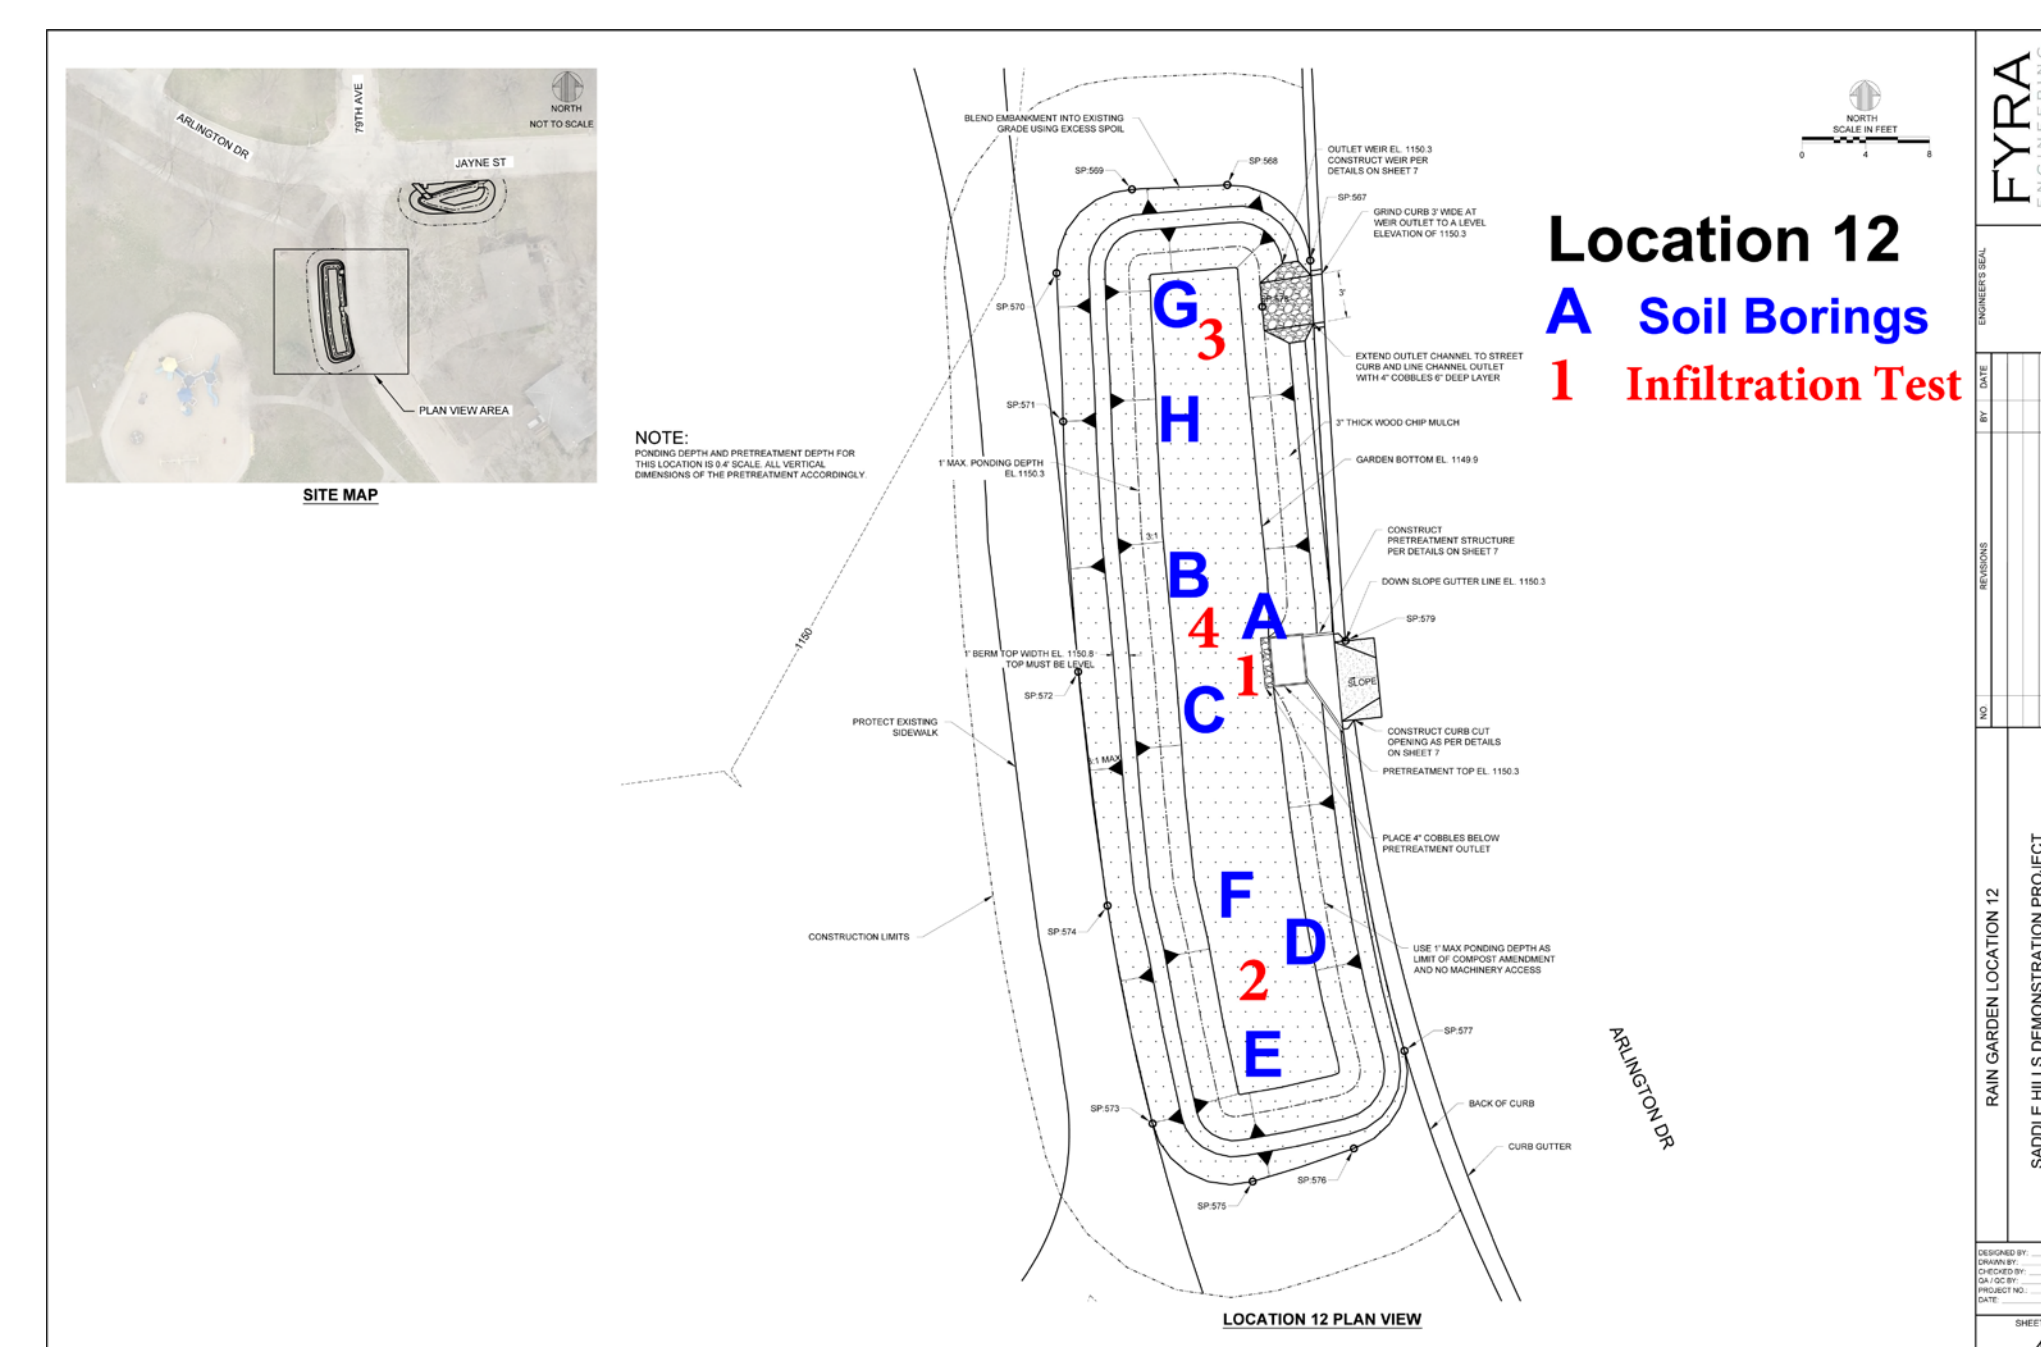 ARLINGTON DR
79TH AVE
NORTH
NOT TO SCALE
JAYNE ST
PLAN VIEW AREA
SITE MAP
NOTE:
PONDING DEPTH AND PRETREATMENT DEPTH FOR
THIS LOCATION IS 0.4' SCALE. ALL VERTICAL
DIMENSIONS OF THE PRETREATMENT ACCORDINGLY.
BLEND EMBANKMENT INTO EXISTING
GRADE USING EXCESS SPOIL
SP:569
SP:568
OUTLET WEIR EL. 1150.3
CONSTRUCT WEIR PER
DETAILS ON SHEET 7
SP:567
GRIND CURB 3' WIDE AT
WEIR OUTLET TO A LEVEL
ELEVATION OF 1150.3
NORTH
SCALE IN FEET
0 4 8
Location 12
A Soil Borings
1 Infiltration Test
SP:570
G
3
SP:578
3'
EXTEND OUTLET CHANNEL TO STREET
CURB AND LINE CHANNEL OUTLET
WITH 4" COBBLES 6" DEEP LAYER
SP:571
H
3" THICK WOOD CHIP MULCH
1' MAX. PONDING DEPTH
EL.1150.3
GARDEN BOTTOM EL. 1149.9
3:1
CONSTRUCT
PRETREATMENT STRUCTURE
PER DETAILS ON SHEET 7
B
DOWN SLOPE GUTTER LINE EL. 1150.3
A
SP:579
4
1150
1' BERM TOP WIDTH EL. 1150.8
TOP MUST BE LEVEL
1
SLOPE
SP:572
C
PROTECT EXISTING
SIDEWALK
CONSTRUCT CURB CUT
OPENING AS PER DETAILS
ON SHEET 7
:1 MAX
PRETREATMENT TOP EL. 1150.3
PLACE 4" COBBLES BELOW
PRETREATMENT OUTLET
F
SP:574
CONSTRUCTION LIMITS
D
USE 1' MAX PONDING DEPTH AS
LIMIT OF COMPOST AMENDMENT
AND NO MACHINERY ACCESS
2
SP:577
E
ARLINGTON DR
SP:573
BACK OF CURB
CURB GUTTER
SP:576
SP:575
LOCATION 12 PLAN VIEW
FYRA
ENGINEERING
ENGINEER'S SEAL
DATE
BY
REVISIONS
NO.
RAIN GARDEN LOCATION 12
SADDLE HILLS DEMONSTRATION PROJECT
DESIGNED BY:
DRAWN BY:
CHECKED BY:
QA / QC BY:
PROJECT NO.:
DATE:
SHEET